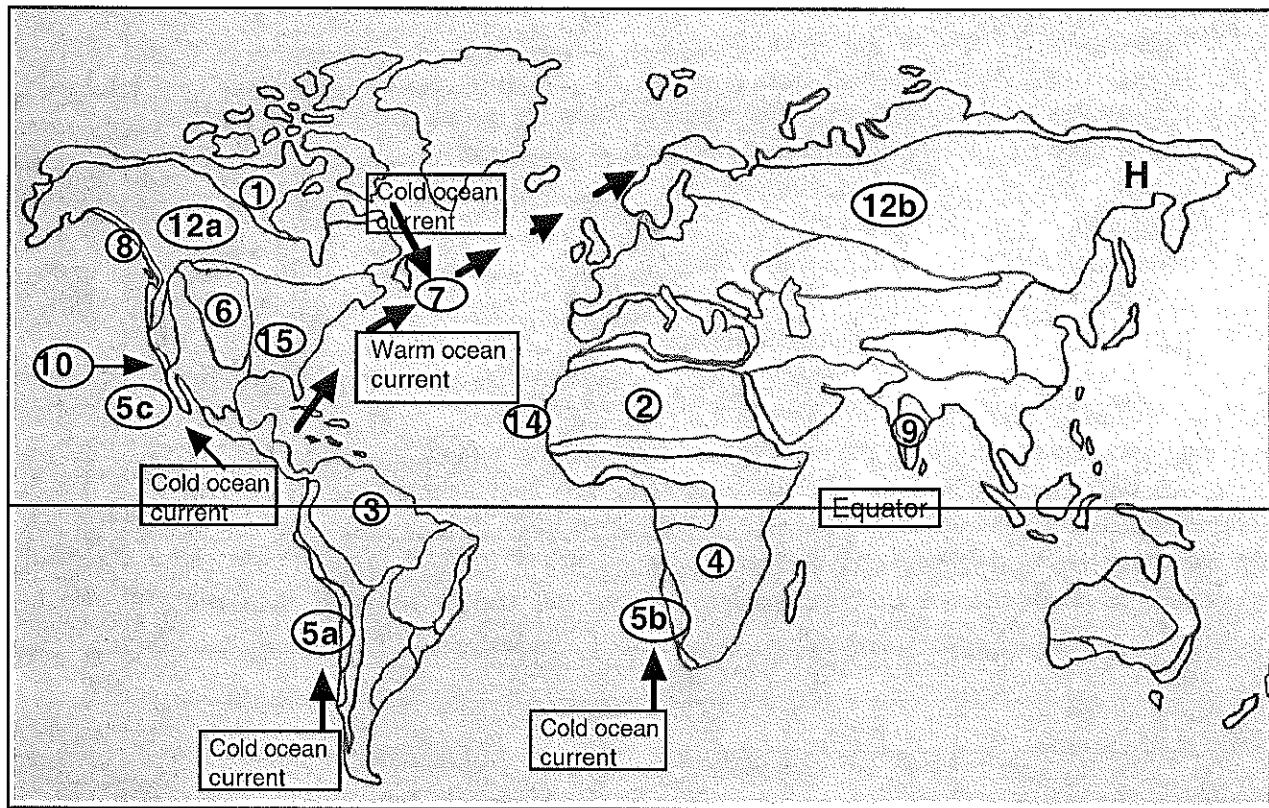 H
1
Cold ocean
current
12a
12b
8
7
6
15
Warm ocean
current
10
5c
14
2
9
Cold ocean
current
3
Equator
4
5a
5b
Cold ocean
current
Cold ocean
current